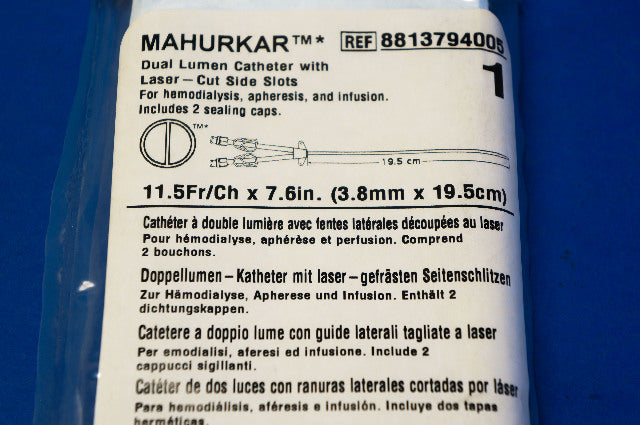 MAHURKAR™* REF 8813794005
Dual Lumen Catheter with
Laser–Cut Side Slots
1
For hemodialysis, apheresis, and infusion.
Includes 2 sealing caps.
™*
19.5 cm
11.5Fr/Ch x 7.6in. (3.8mm x 19.5cm)
Cathéter à double lumière avec fentes latérales découpées au laser
Pour hémodialyse, aphérèse et perfusion. Comprend
2 bouchons.
Doppellumen–Katheter mit laser–gefrästen Seitenschlitzen
Zur Hämodialyse, Apherese und Infusion. Enthält 2
dichtungskappen.
Catetere a doppio lume con guide laterali tagliate a laser
Per emodialisi, aferesi ed infusione. Include 2
cappucci sigillanti.
Catéter de dos luces con ranuras laterales cortadas por láser
Para hemodiálisis, aféresis e infusión. Incluye dos tapas
herméticas